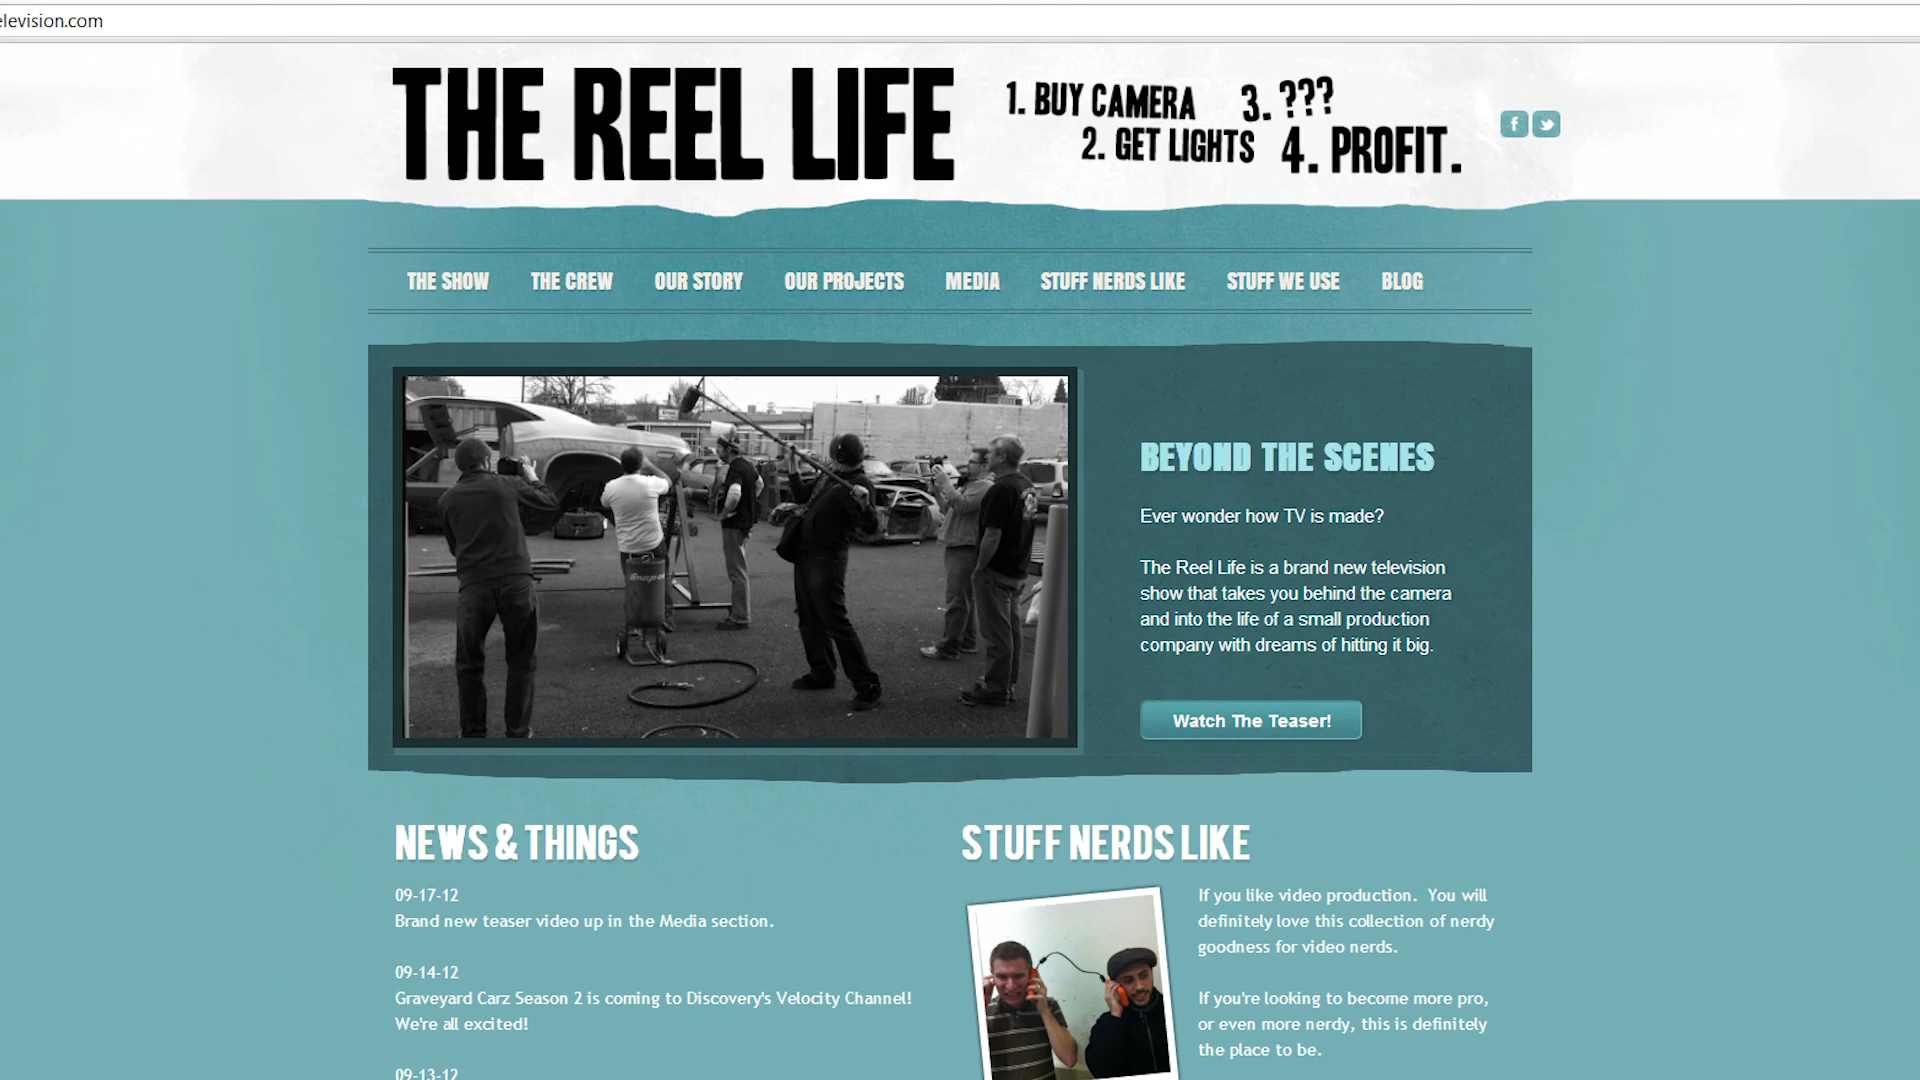 elevision.com
THE REEL LIFE
1. BUY CAMERA
2. GET LIGHTS
3. ???
4. PROFIT.
THE SHOW
THE CREW
OUR STORY
OUR PROJECTS
MEDIA
STUFF NERDS LIKE
STUFF WE USE
BLOG
Snap-on
BEYOND THE SCENES
Ever wonder how TV is made?
The Reel Life is a brand new television
show that takes you behind the camera
and into the life of a small production
company with dreams of hitting it big.
Watch The Teaser!
NEWS & THINGS
09-17-12
Brand new teaser video up in the Media section.
09-14-12
Graveyard Carz Season 2 is coming to Discovery's Velocity Channel!
We're all excited!
09-13-12
STUFF NERDS LIKE
If you like video production.  You will
definitely love this collection of nerdy
goodness for video nerds.
If you're looking to become more pro,
or even more nerdy, this is definitely
the place to be.